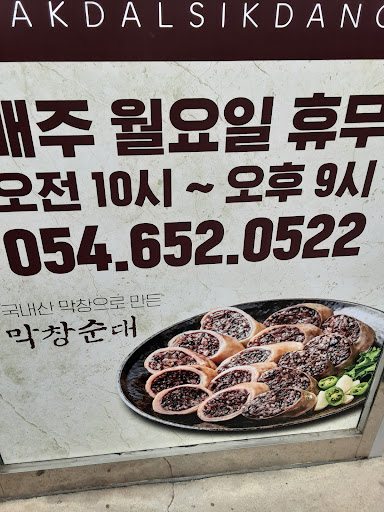 AKDALSIKDANG
매주 월요일 휴무
오전 10시 ~ 오후 9시
054.652.0522
국내산 막창으로 만든
막창순대